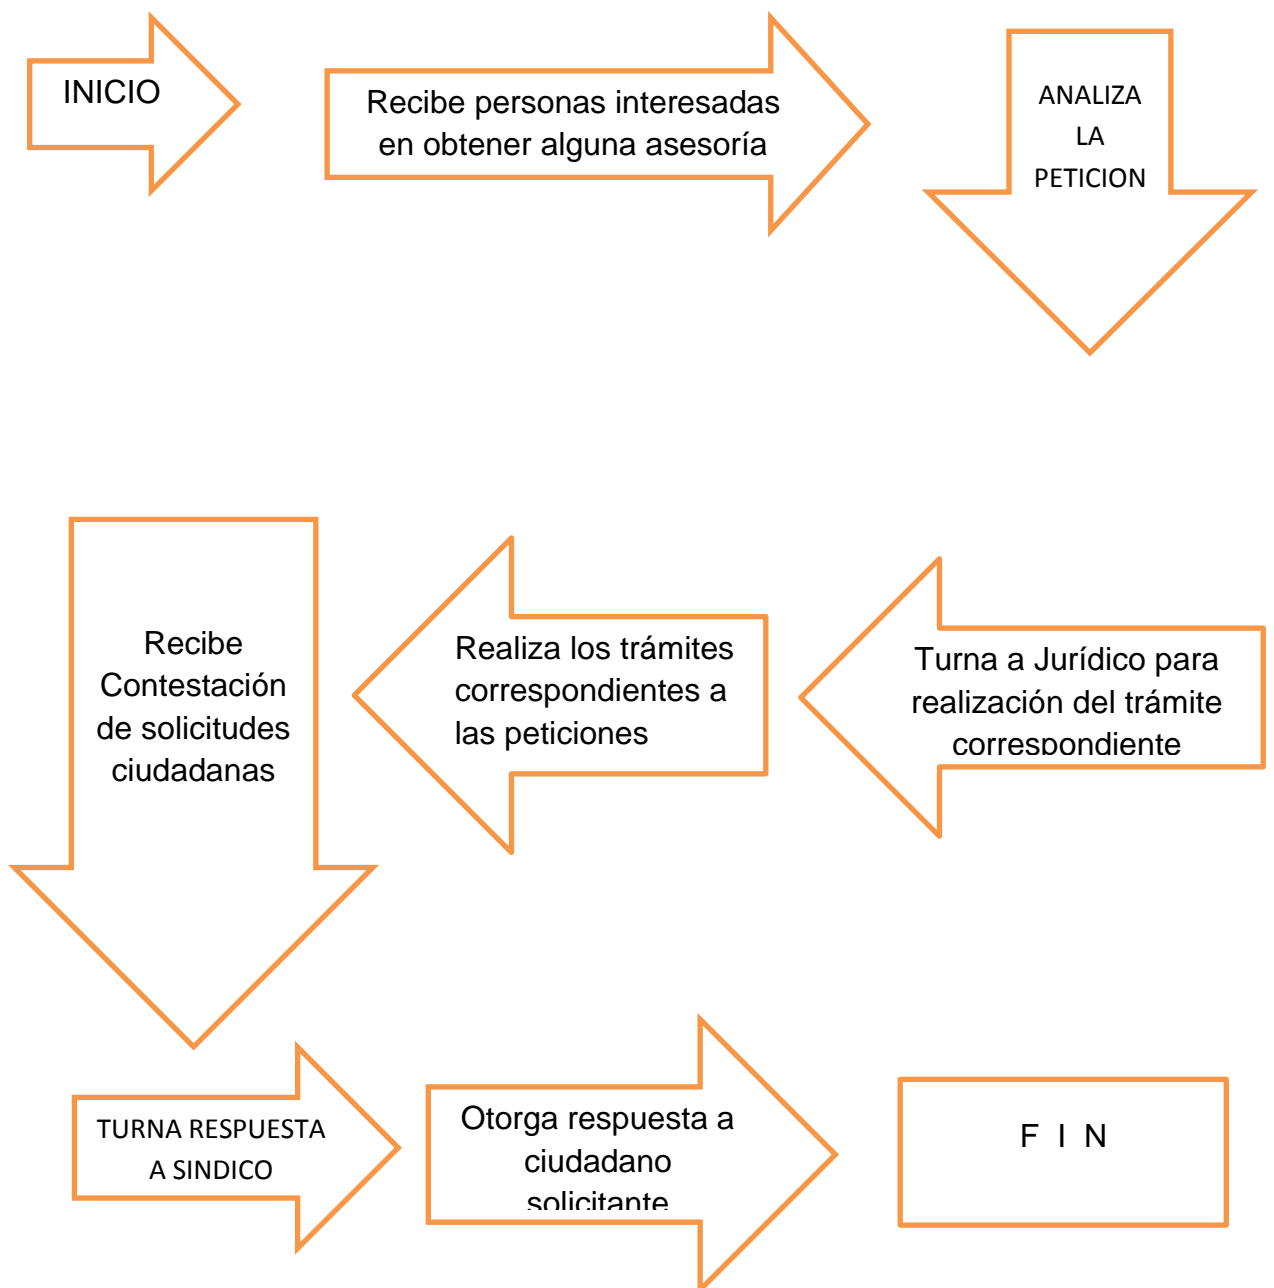 INICIO
Recibe personas interesadas
en obtener alguna asesoría
ANALIZA
LA
PETICION
Turna a Jurídico para
realización del trámite
correspondiente
Realiza los trámites
correspondientes a
las peticiones
Recibe
Contestación
de solicitudes
ciudadanas
TURNA RESPUESTA
A SINDICO
Otorga respuesta a
ciudadano
solicitante
F I N